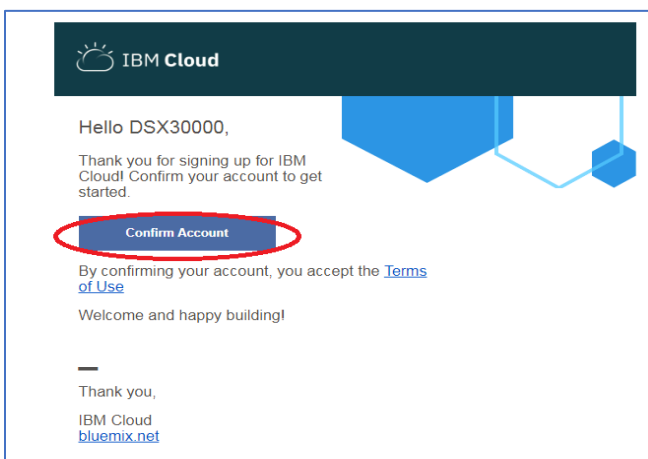 IBM Cloud
Hello DSX30000,
Thank you for signing up for IBM
Cloud! Confirm your account to get
started.
Confirm Account
By confirming your account, you accept the Terms
of Use
Welcome and happy building!
Thank you,
IBM Cloud
bluemix.net